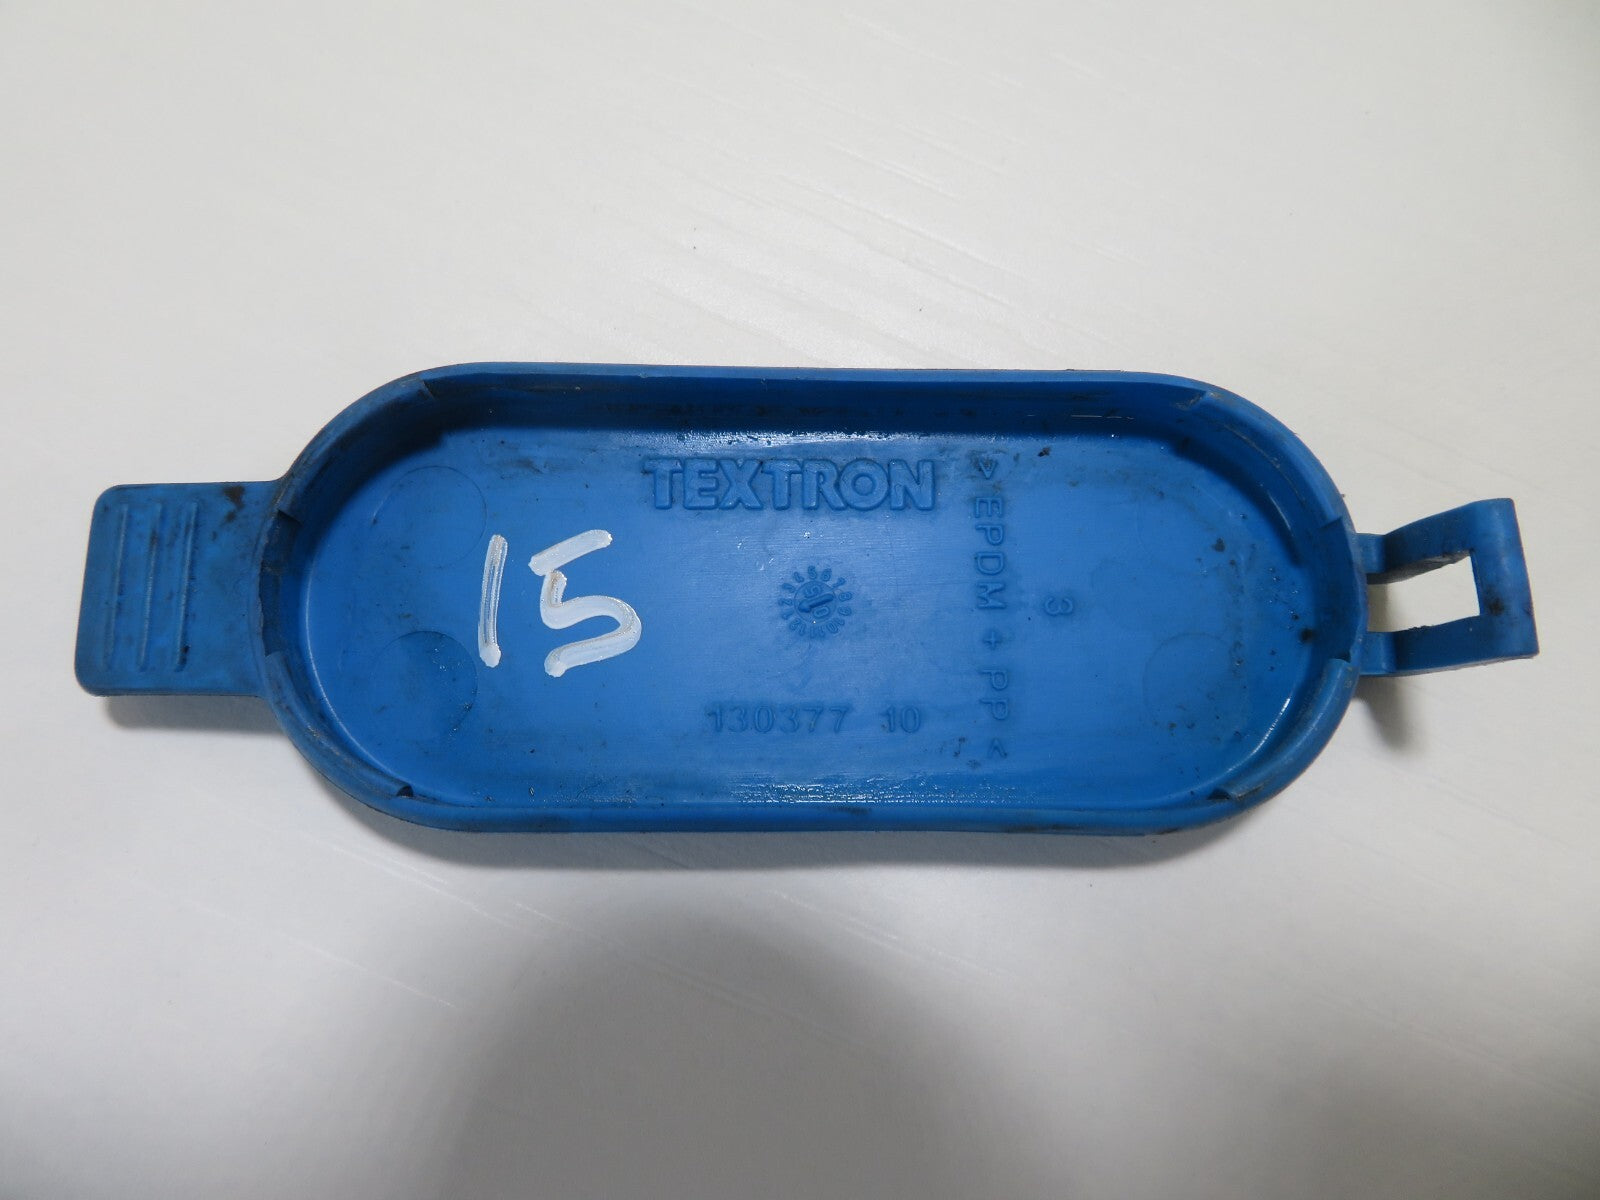 TEXTRON
>EPDM + PP<
3
15
130377 10